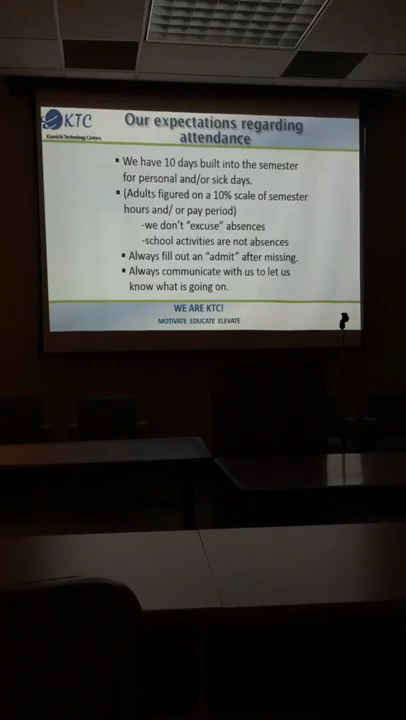 KTC
Kiamichi Technology Centers
Our expectations regarding
attendance
▪ We have 10 days built into the semester
for personal and/or sick days.
▪ (Adults figured on a 10% scale of semester
hours and/ or pay period)
-we don't "excuse" absences
-school activities are not absences
▪ Always fill out an "admit" after missing.
▪ Always communicate with us to let us
know what is going on.
WE ARE KTC!
MOTIVATE EDUCATE ELEVATE